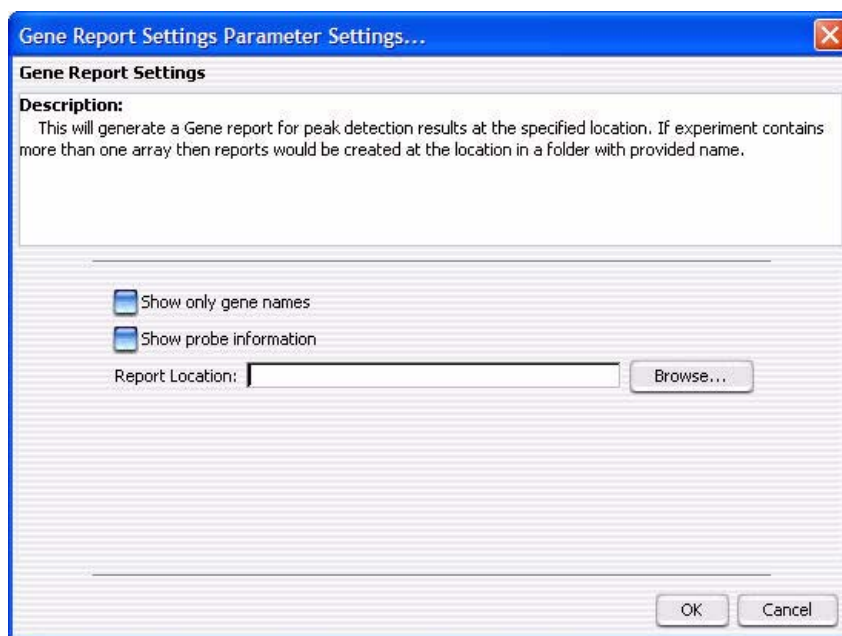 Gene Report Settings Parameter Settings...
Gene Report Settings
Description:
This will generate a Gene report for peak detection results at the specified location. If experiment contains
more than one array then reports would be created at the location in a folder with provided name.
Show only gene names
Show probe information
Report Location: Browse...
OK Cancel